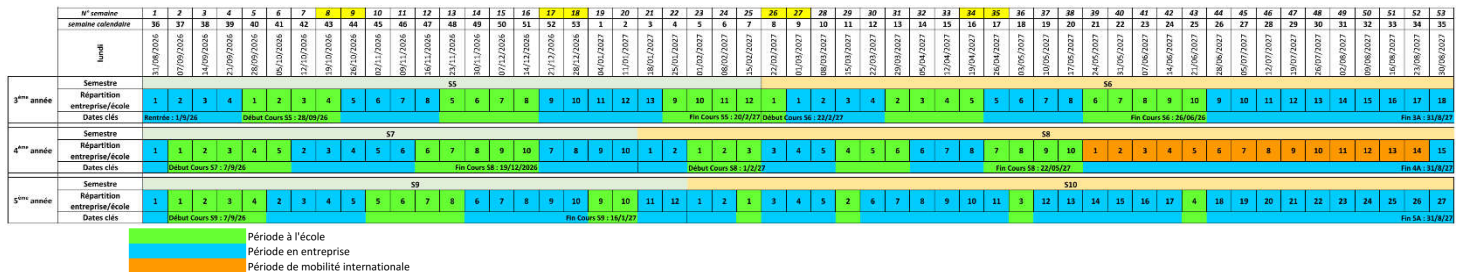 N° semaine 1 2 3 4 5 6 7 8 9 10 11 12 13 14 15 16 17 18 19 20 21 22 23 24 25 26 27 28 29 30 31 32 33 34 35 36 37 38 39 40 41 42 43 44 45 46 47 48 49 50 51 52 53
semaine calendaire 36 37 38 39 40 41 42 43 44 45 46 47 48 49 50 51 52 53 1 2 3 4 5 6 7 8 9 10 11 12 13 14 15 16 17 18 19 20 21 22 23 24 25 26 27 28 29 30 31 32 33 34 35
lundi 31/08/2026 07/09/2026 14/09/2026 21/09/2026 28/09/2026 05/10/2026 12/10/2026 19/10/2026 26/10/2026 02/11/2026 09/11/2026 16/11/2026 23/11/2026 30/11/2026 07/12/2026 14/12/2026 21/12/2026 28/12/2026 04/01/2027 11/01/2027 18/01/2027 25/01/2027 01/02/2027 08/02/2027 15/02/2027 22/02/2027 01/03/2027 08/03/2027 15/03/2027 22/03/2027 29/03/2027 05/04/2027 12/04/2027 19/04/2027 26/04/2027 03/05/2027 10/05/2027 17/05/2027 24/05/2027 31/05/2027 07/06/2027 14/06/2027 21/06/2027 28/06/2027 05/07/2027 12/07/2027 19/07/2027 26/07/2027 02/08/2027 09/08/2027 16/08/2027 23/08/2027 30/08/2027
3ème année
Semestre S5 S6
Répartition entreprise/école 1 2 3 4 1 2 3 4 5 6 7 8 5 6 7 8 9 10 11 12 13 9 10 11 12 1 1 2 3 4 2 3 4 5 5 6 7 8 6 7 8 9 10 9 10 11 12 13 14 15 16 17 18
Dates clés Rentrée : 1/9/26 Début Cours S5 : 28/09/26 Fin Cours S5 : 20/2/27 Début Cours S6 : 22/2/27 Fin Cours S6 : 26/06/26 Fin 3A : 31/8/27
4ème année
Semestre S7 S8
Répartition entreprise/école 1 1 2 3 4 5 2 3 4 5 6 6 7 8 9 10 7 8 9 10 1 2 1 2 3 3 4 5 4 5 6 6 7 8 7 8 9 10 1 2 3 4 5 6 7 8 9 10 11 12 13 14 15
Dates clés Début Cours S7 : 7/9/26 Fin Cours S8 : 19/12/2026 Début Cours S8 : 1/2/27 Fin Cours S8 : 22/05/27 Fin 4A : 31/8/27
5ème année
Semestre S9 S10
Répartition entreprise/école 1 1 2 3 4 2 3 4 5 5 6 7 8 6 7 8 9 10 9 10 11 12 1 2 1 3 4 5 2 6 7 8 9 10 11 3 12 13 14 15 16 17 4 18 19 20 21 22 23 24 25 26 27
Dates clés Début Cours S9 : 7/9/26 Fin Cours S9 : 16/1/27 Fin 5A : 31/8/27
Période à l'école
Période en entreprise
Période de mobilité internationale